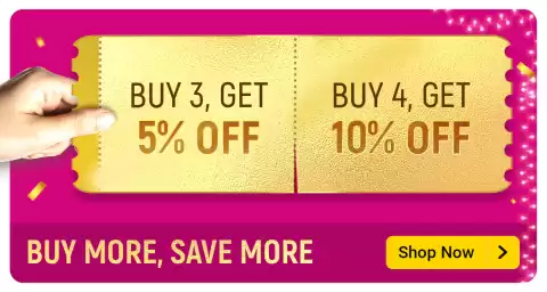 BUY 3, GET
5% OFF
BUY 4, GET
10% OFF
BUY MORE, SAVE MORE
Shop Now